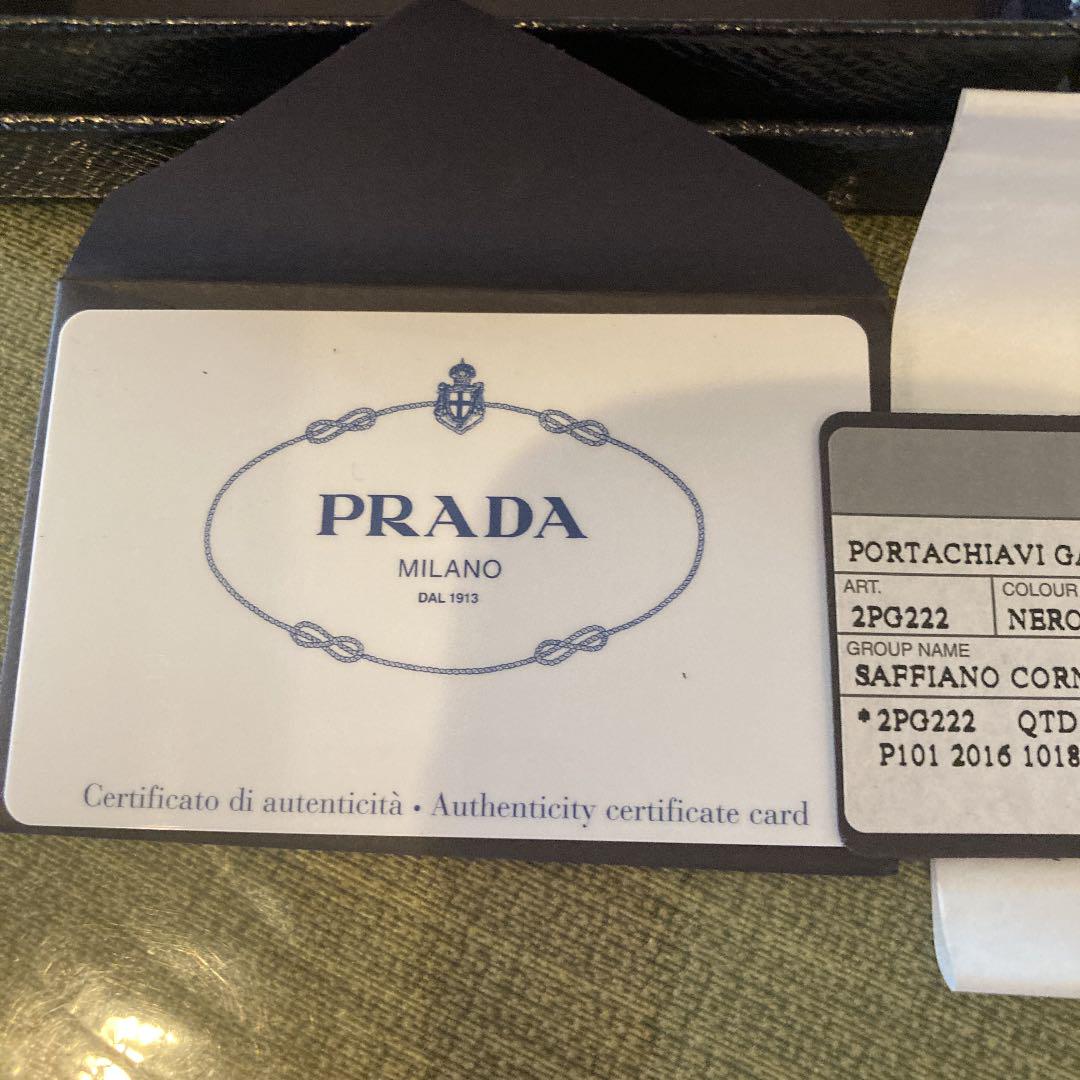 PRADA
MILANO
DAL 1913
Certificato di autenticità • Authenticity certificate card
PORTACHIAVI GA
ART.
COLOUR
2PG222
NERO
GROUP NAME
SAFFIANO CORN
*2PG222 QTD
P101 2016 1018